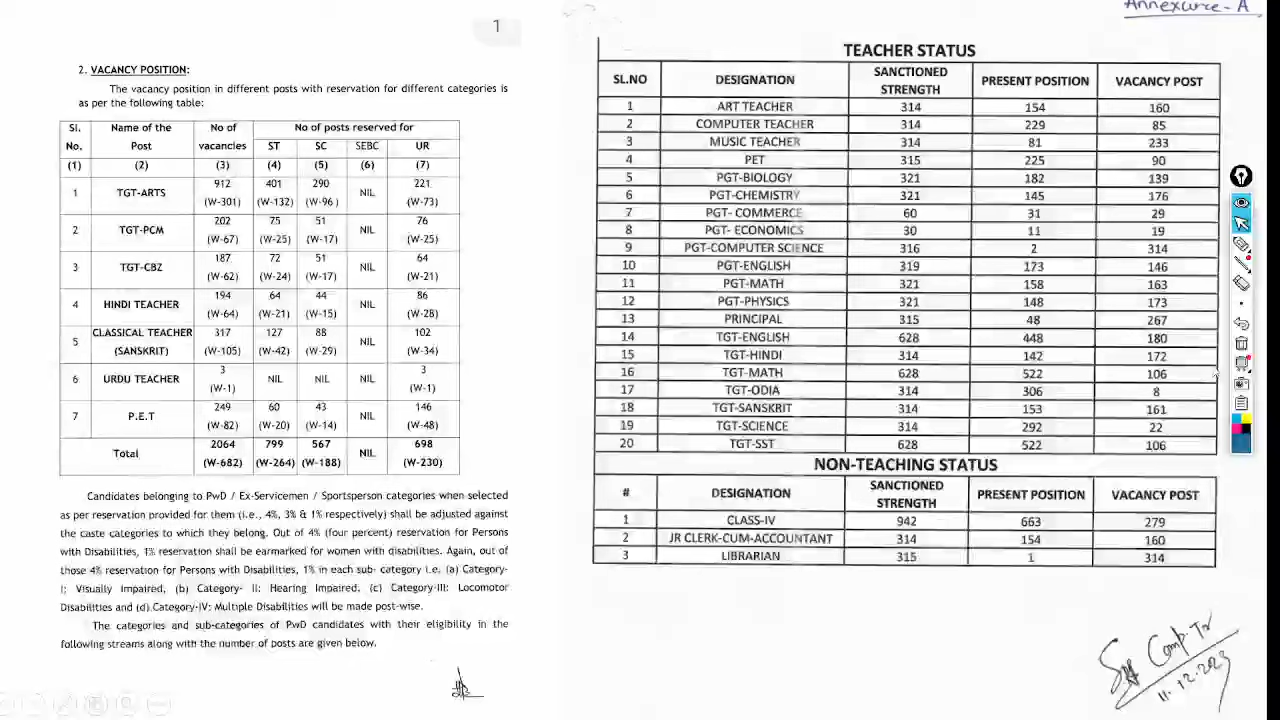 1
2. VACANCY POSITION:
The vacancy position in different posts with reservation for different categories is
as per the following table:
Sl. No. | Name of the Post | No of vacancies | No of posts reserved for
ST | SC | SEBC | UR
(1) | (2) | (3) | (4) | (5) | (6) | (7)
1 | TGT-ARTS | 912 (W-301) | 401 (W-132) | 290 (W-96 ) | NIL | 221 (W-73)
2 | TGT-PCM | 202 (W-67) | 75 (W-25) | 51 (W-17) | NIL | 76 (W-25)
3 | TGT-CBZ | 187 (W-62) | 72 (W-24) | 51 (W-17) | NIL | 64 (W-21)
4 | HINDI TEACHER | 194 (W-64) | 64 (W-21) | 44 (W-15) | NIL | 86 (W-28)
5 | CLASSICAL TEACHER (SANSKRIT) | 317 (W-105) | 127 (W-42) | 88 (W-29) | NIL | 102 (W-34)
6 | URDU TEACHER | 3 (W-1) | NIL | NIL | NIL | 3 (W-1)
7 | P.E.T | 249 (W-82) | 60 (W-20) | 43 (W-14) | NIL | 146 (W-48)
Total | 2064 (W-682) | 799 (W-264) | 567 (W-188) | NIL | 698 (W-230)
Candidates belonging to PwD / Ex-Servicemen / Sportsperson categories when selected
as per reservation provided for them (i.e., 4%, 3% & 1% respectively) shall be adjusted against
the caste categories to which they belong. Out of 4% (four percent) reservation for Persons
with Disabilities, 1% reservation shall be earmarked for women with disabilities. Again, out of
those 4% reservation for Persons with Disabilities, 1% in each sub- category i.e. (a) Category-
I: Visually Impaired, (b) Category- II: Hearing Impaired, (c) Category-III: Locomotor
Disabilities and (d) Category-IV: Multiple Disabilities will be made post-wise.
The categories and sub-categories of PwD candidates with their eligibility in the
following streams along with the number of posts are given below.
Annexure - A
TEACHER STATUS
SL.NO | DESIGNATION | SANCTIONED STRENGTH | PRESENT POSITION | VACANCY POST
1 | ART TEACHER | 314 | 154 | 160
2 | COMPUTER TEACHER | 314 | 229 | 85
3 | MUSIC TEACHER | 314 | 81 | 233
4 | PET | 315 | 225 | 90
5 | PGT-BIOLOGY | 321 | 182 | 139
6 | PGT-CHEMISTRY | 321 | 145 | 176
7 | PGT- COMMERCE | 60 | 31 | 29
8 | PGT- ECONOMICS | 30 | 11 | 19
9 | PGT-COMPUTER SCIENCE | 316 | 2 | 314
10 | PGT-ENGLISH | 319 | 173 | 146
11 | PGT-MATH | 321 | 158 | 163
12 | PGT-PHYSICS | 321 | 148 | 173
13 | PRINCIPAL | 315 | 48 | 267
14 | TGT-ENGLISH | 628 | 448 | 180
15 | TGT-HINDI | 314 | 142 | 172
16 | TGT-MATH | 628 | 522 | 106
17 | TGT-ODIA | 314 | 306 | 8
18 | TGT-SANSKRIT | 314 | 153 | 161
19 | TGT-SCIENCE | 314 | 292 | 22
20 | TGT-SST | 628 | 522 | 106
NON-TEACHING STATUS
# | DESIGNATION | SANCTIONED STRENGTH | PRESENT POSITION | VACANCY POST
1 | CLASS-IV | 942 | 663 | 279
2 | JR CLERK-CUM-ACCOUNTANT | 314 | 154 | 160
3 | LIBRARIAN | 315 | 1 | 314
11.12.2023